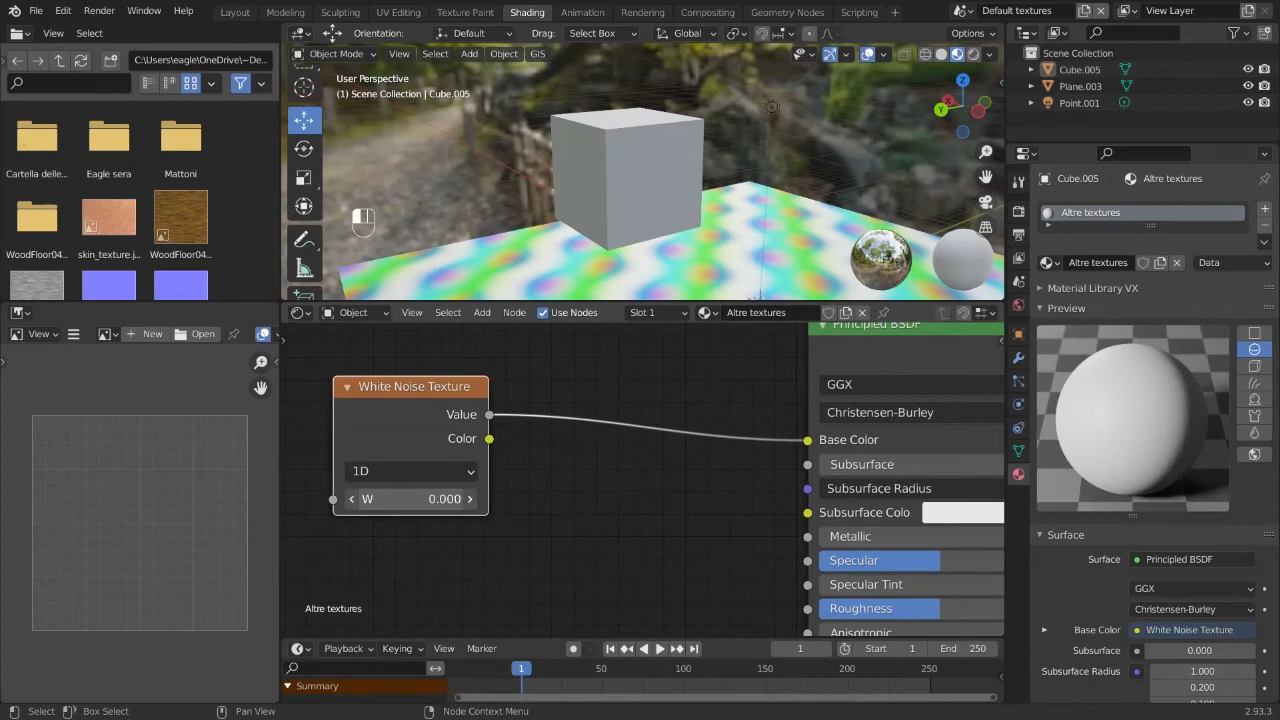 File Edit Render Window Help Layout Modeling Sculpting UV Editing Texture Paint Shading Animation Rendering Compositing Geometry Nodes Scripting + Default textures View Layer
View Select
Orientation: Default Drag: Select Box Global Options
C:\Users\eagle\OneDrive\~De...
Object Mode View Select Add Object GIS
User Perspective
(1) Scene Collection | Cube.005
Scene Collection
Cube.005
Plane.003
Point.001
Cartella delle...
Eagle sera
Mattoni
WoodFloor04...
skin_texture.j...
WoodFloor04...
Cube.005 Altre textures
Altre textures
Altre textures Data
Material Library VX
Preview
View New Open
Object View Select Add Node Use Nodes Slot 1 Altre textures
White Noise Texture
Value
Color
1D
W 0.000
Altre textures
Principled BSDF
GGX
Christensen-Burley
Base Color
Subsurface
Subsurface Radius
Subsurface Colo
Metallic
Specular
Specular Tint
Roughness
Anisotropic
Surface
Surface Principled BSDF
GGX
Christensen-Burley
Base Color White Noise Texture
Subsurface 0.000
Subsurface Radius 1.000
0.200
0.100
Playback Keying View Marker 1 Start 1 End 250
1 50 100 150 200 250
Summary
Select Box Select Pan View Node Context Menu 2.93.3